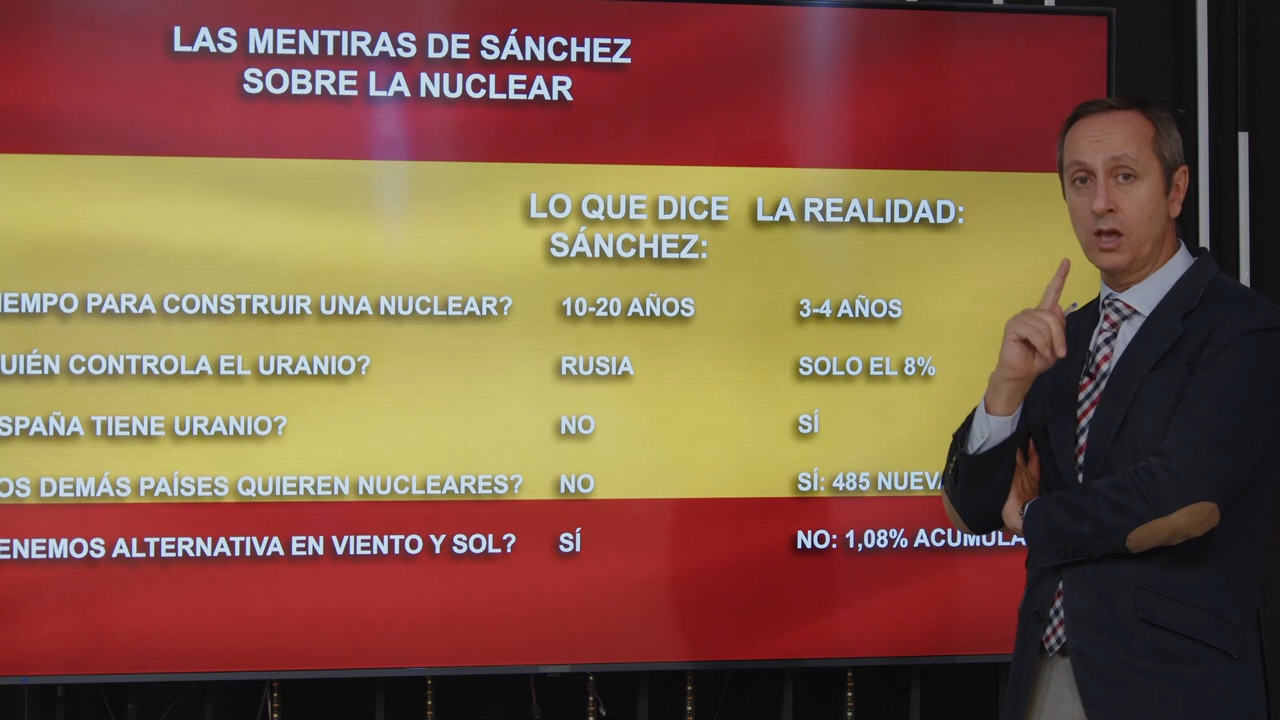 LAS MENTIRAS DE SÁNCHEZ
SOBRE LA NUCLEAR
LO QUE DICE
SÁNCHEZ:
LA REALIDAD:
IEMPO PARA CONSTRUIR UNA NUCLEAR? 10-20 AÑOS 3-4 AÑOS
UIÉN CONTROLA EL URANIO? RUSIA SOLO EL 8%
SPAÑA TIENE URANIO? NO SÍ
OS DEMÁS PAÍSES QUIEREN NUCLEARES? NO SÍ: 485 NUEVA
ENEMOS ALTERNATIVA EN VIENTO Y SOL? SÍ NO: 1,08% ACUMULA